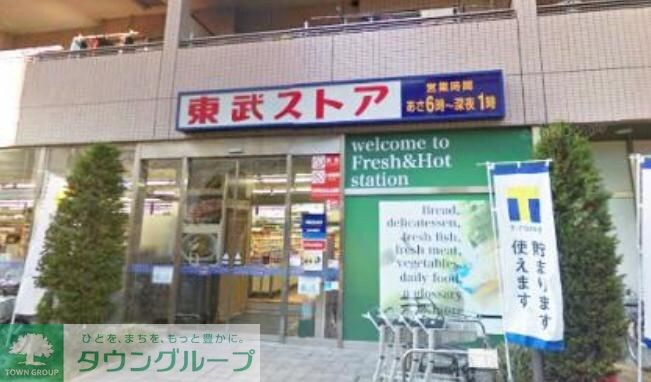 東武ストア
営業時間
あさ6時～深夜1時
welcome to
Fresh&Hot
station
Bread,
delicatessen,
fresh fish,
fresh meat,
vegetables,
daily food,
a glossary
T
貯まります
使えます
ひとを、まちを、もっと豊かに。
タウングループ
TOWN GROUP